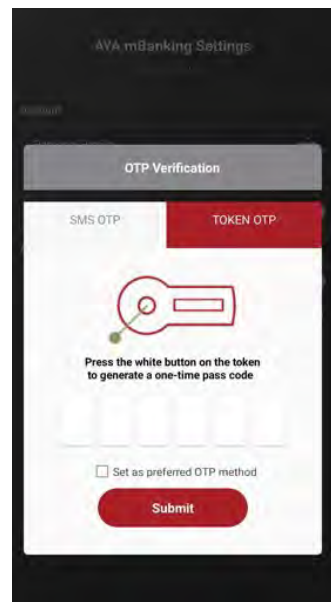 AYA mBanking Settings
OTP Verification
SMS OTP
TOKEN OTP
Press the white button on the token
to generate a one-time pass code
Set as preferred OTP method
Submit